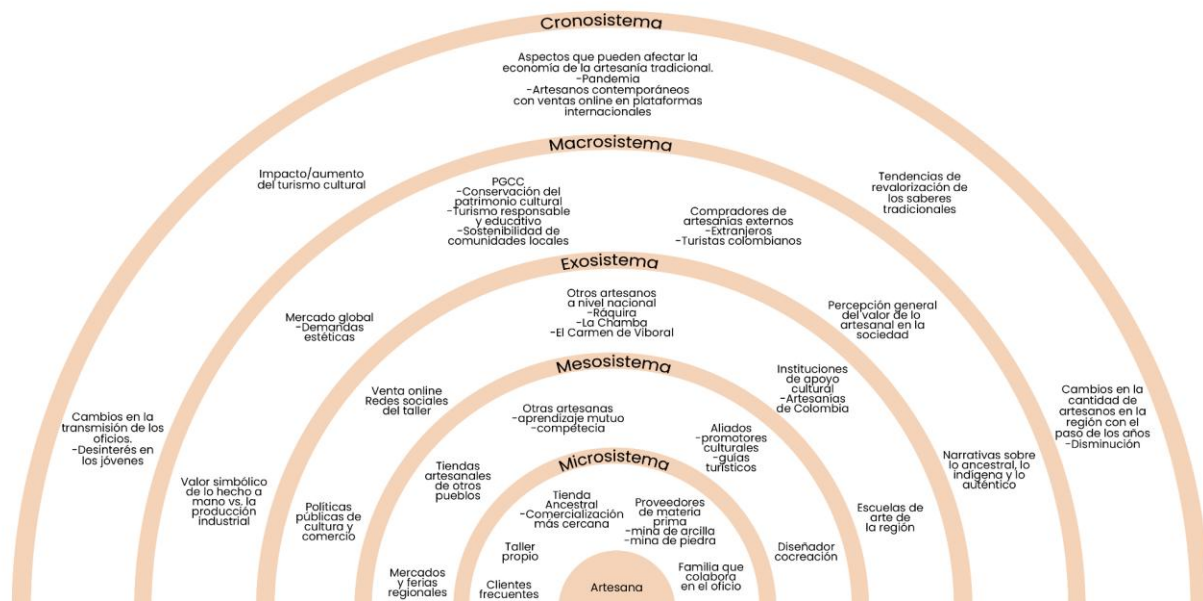 Cronosistema
Aspectos que pueden afectar la
economía de la artesanía tradicional.
-Pandemia
-Artesanos contemporáneos
con ventas online en plataformas
internacionales
Impacto/aumento
del turismo cultural
Tendencias de
revalorización de
los saberes
tradicionales
Cambios en la
transmisión de los
oficios.
-Desinterés en
los jóvenes
Cambios en la
cantidad de
artesanos en la
región con el
paso de los años
-Disminución
Macrosistema
PGCC
-Conservación del
patrimonio cultural
-Turismo responsable
y educativo
-Sostenibilidad de
comunidades locales
Compradores de
artesanías externos
-Extranjeros
-Turistas colombianos
Mercado global
-Demandas
estéticas
Percepción general
del valor de lo
artesanal en la
sociedad
Valor simbólico
de lo hecho a
mano vs. la
producción
industrial
Narrativas sobre
lo ancestral, lo
indígena y lo
auténtico
Exosistema
Otros artesanos
a nivel nacional
-Ráquira
-La Chamba
-El Carmen de Viboral
Venta online
Redes sociales
del taller
Instituciones
de apoyo
cultural
-Artesanías
de Colombia
Políticas
públicas de
cultura y
comercio
Escuelas de
arte de
la región
Mesosistema
Otras artesanas
-aprendizaje mutuo
-competecia
Aliados
-promotores
culturales
-guías
turísticos
Tiendas
artesanales
de otros
pueblos
Mercados
y ferias
regionales
Diseñador
cocreación
Microsistema
Tienda
Ancestral
-Comercialización
más cercana
Proveedores
de materia
prima
-mina de arcilla
-mina de piedra
Taller
propio
Clientes
frecuentes
Familia que
colabora
en el oficio
Artesana